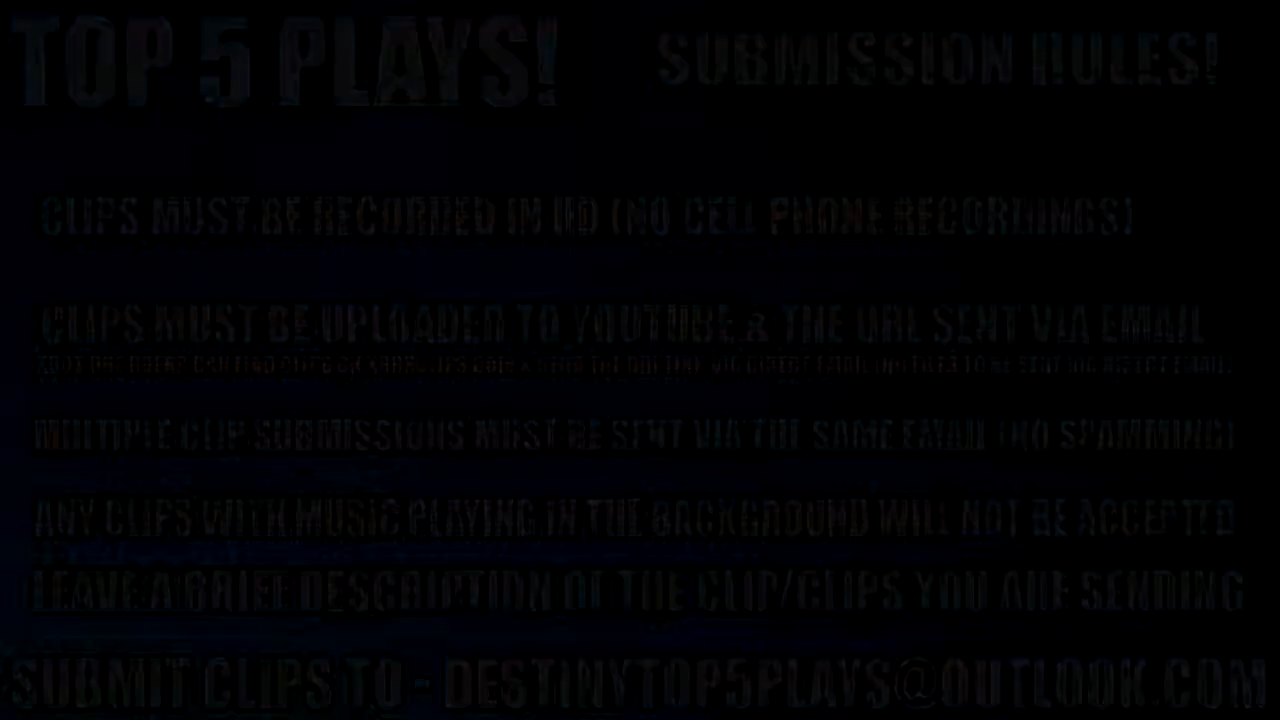 TOP 5 PLAYS! SUBMISSION RULES!
CLIPS MUST BE RECORDED IN HD (NO CELL PHONE RECORDINGS)
CLIPS MUST BE UPLOADED TO YOUTUBE & THE URL SENT VIA EMAIL
MULTIPLE CLIP SUBMISSIONS MUST BE SENT VIA THE SAME EMAIL (NO SPAMMING)
ANY CLIPS WITH MUSIC PLAYING IN THE BACKGROUND WILL NOT BE ACCEPTED
LEAVE A BRIEF DESCRIPTION OF THE CLIP/CLIPS YOU ARE SENDING
SUBMIT CLIPS TO - DESTINYTOP5PLAYS@OUTLOOK.COM